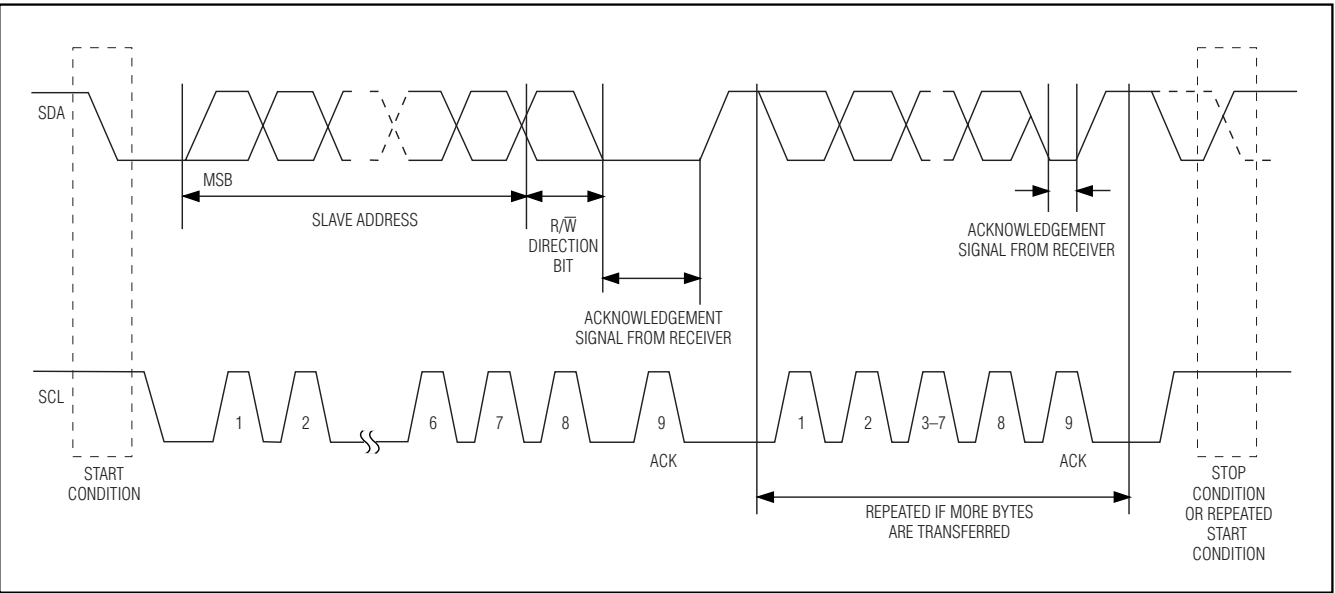 SDA
MSB
SLAVE ADDRESS
R/W̅
DIRECTION
BIT
ACKNOWLEDGEMENT
SIGNAL FROM RECEIVER
ACKNOWLEDGEMENT
SIGNAL FROM RECEIVER
SCL
1
2
6
7
8
9
1
2
3–7
8
9
ACK
ACK
START
CONDITION
REPEATED IF MORE BYTES
ARE TRANSFERRED
STOP
CONDITION
OR REPEATED
START
CONDITION